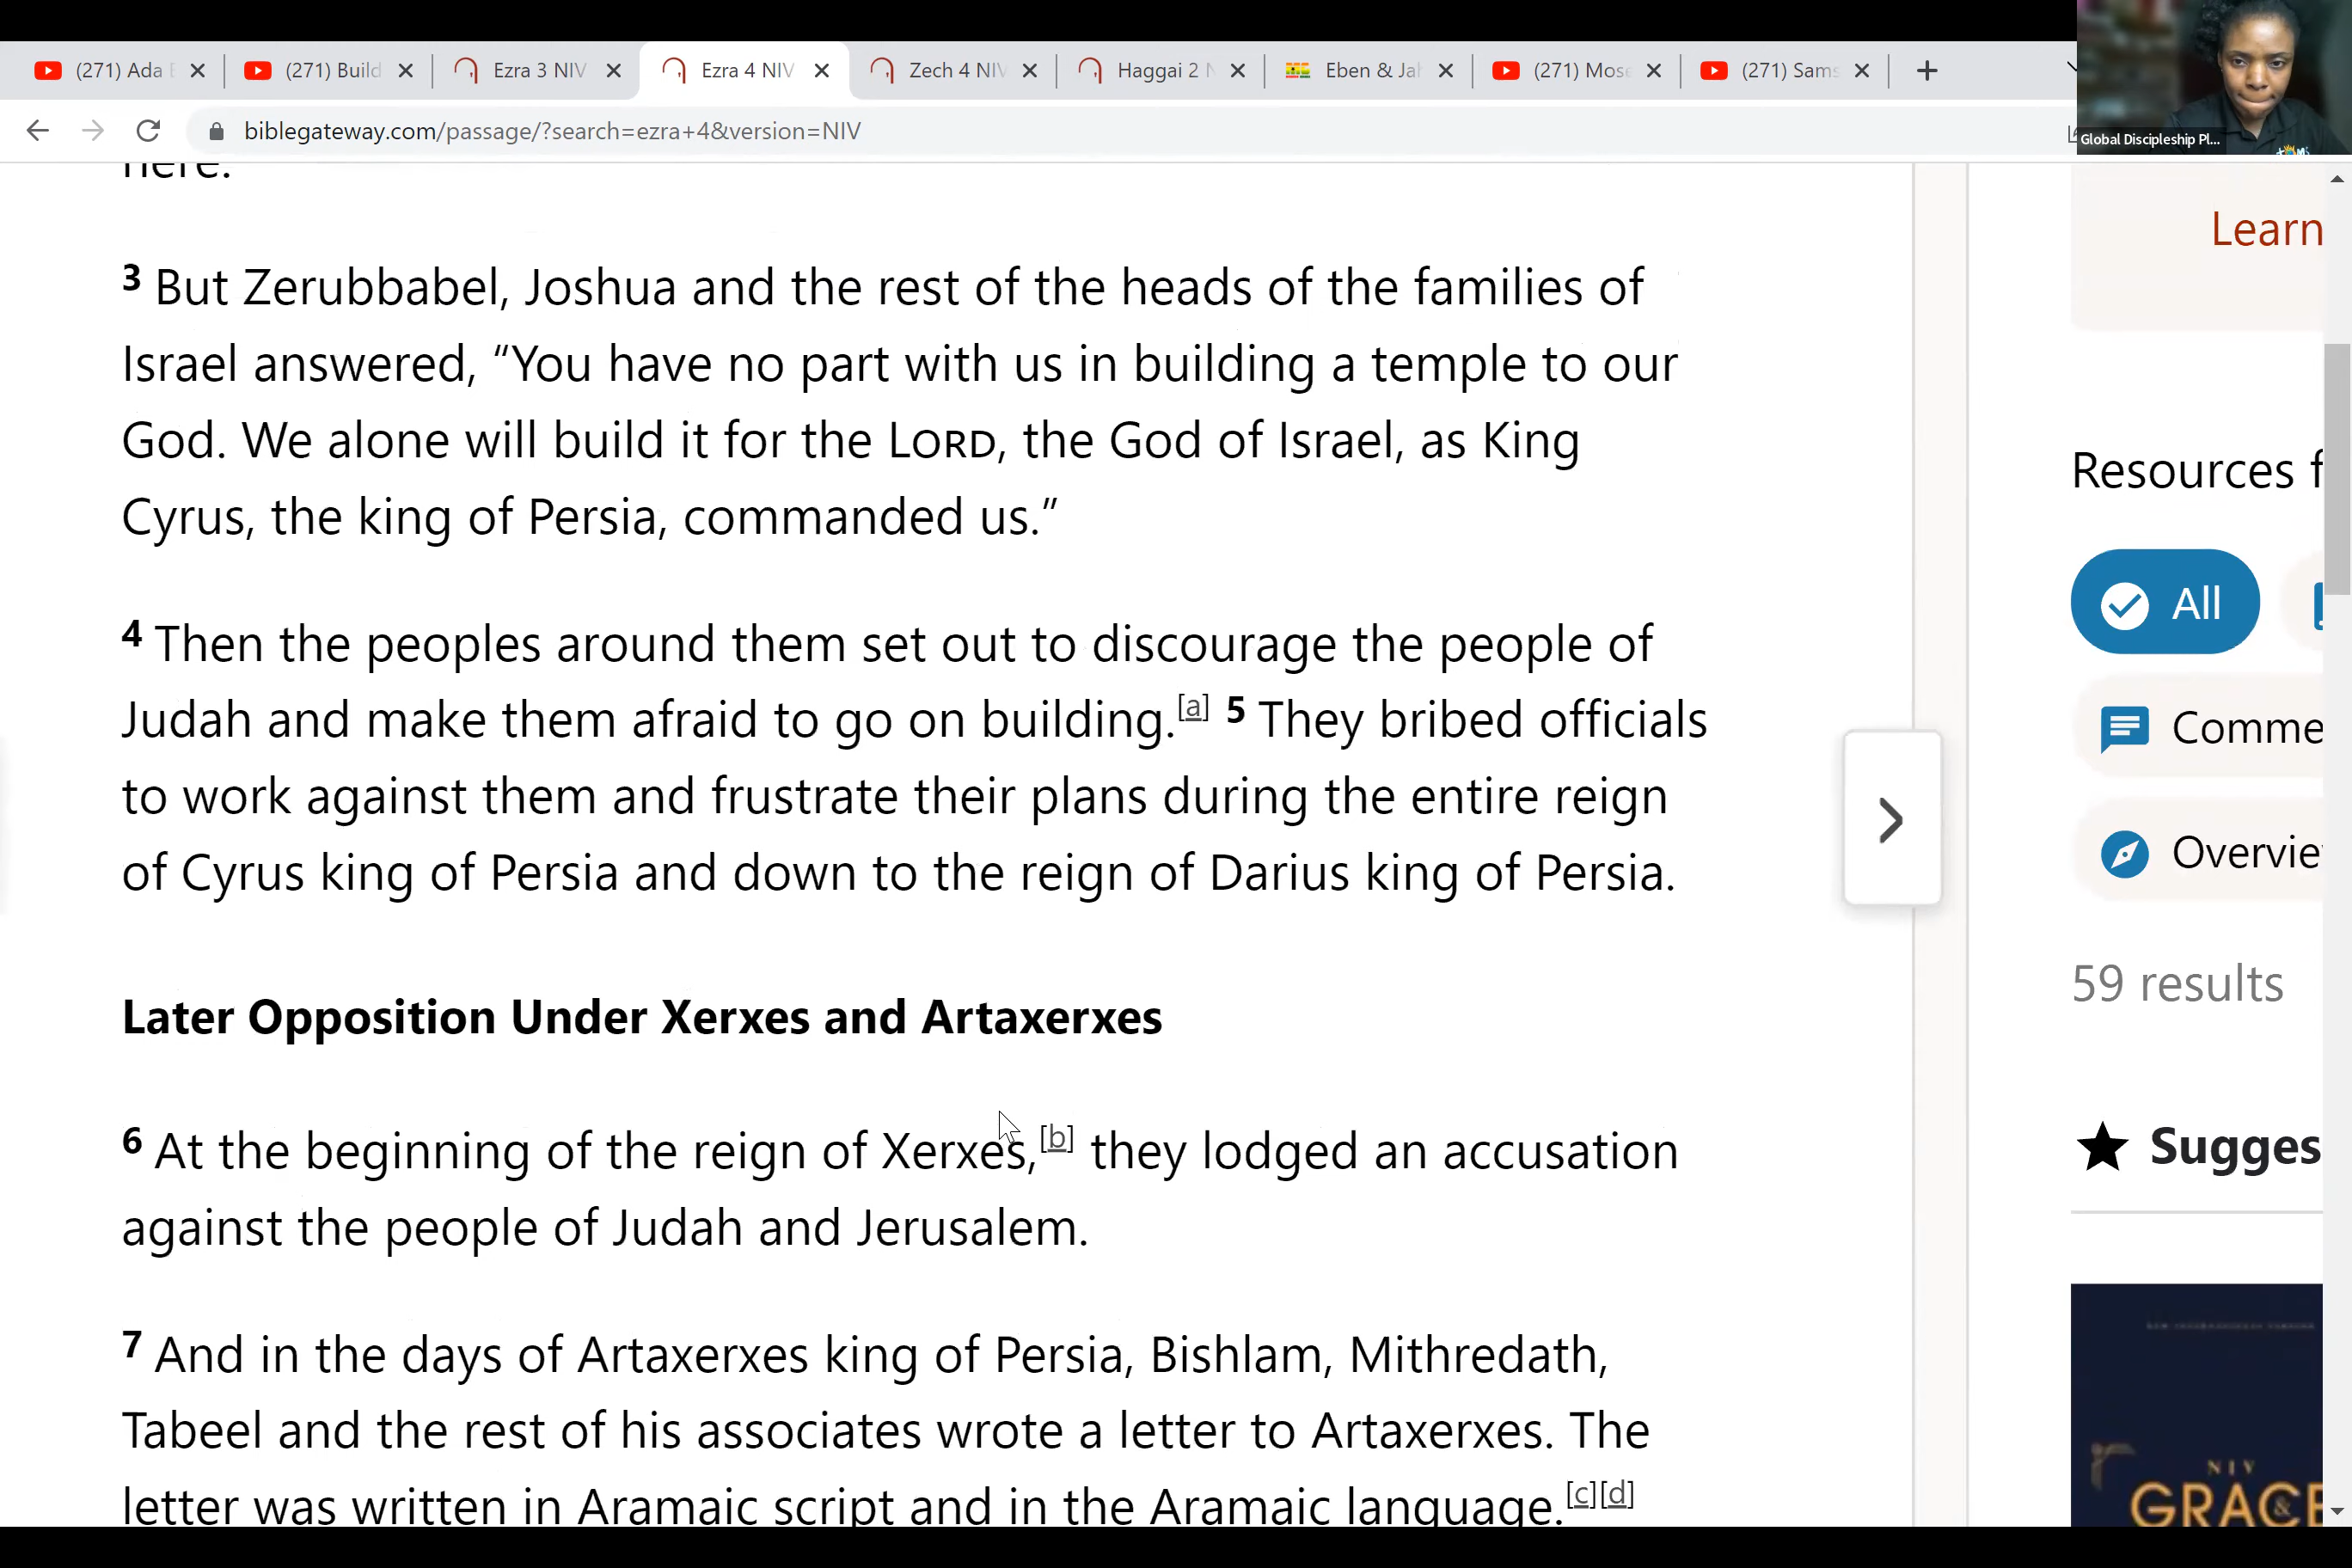 (271) Ada
(271) Build
Ezra 3 NIV
Ezra 4 NIV
Zech 4 NIV
Haggai 2
Eben & Jah
(271) Mose
(271) Sams
biblegateway.com/passage/?search=ezra+4&version=NIV
Global Discipleship Pl...
here.
3 But Zerubbabel, Joshua and the rest of the heads of the families of
Israel answered, “You have no part with us in building a temple to our
God. We alone will build it for the LORD, the God of Israel, as King
Cyrus, the king of Persia, commanded us.”
4 Then the peoples around them set out to discourage the people of
Judah and make them afraid to go on building.[a] 5 They bribed officials
to work against them and frustrate their plans during the entire reign
of Cyrus king of Persia and down to the reign of Darius king of Persia.
Later Opposition Under Xerxes and Artaxerxes
6 At the beginning of the reign of Xerxes,[b] they lodged an accusation
against the people of Judah and Jerusalem.
7 And in the days of Artaxerxes king of Persia, Bishlam, Mithredath,
Tabeel and the rest of his associates wrote a letter to Artaxerxes. The
letter was written in Aramaic script and in the Aramaic language.[c][d]
Learn
Resources f
All
Comme
Overvie
59 results
Sugges
NIV
GRACE
&